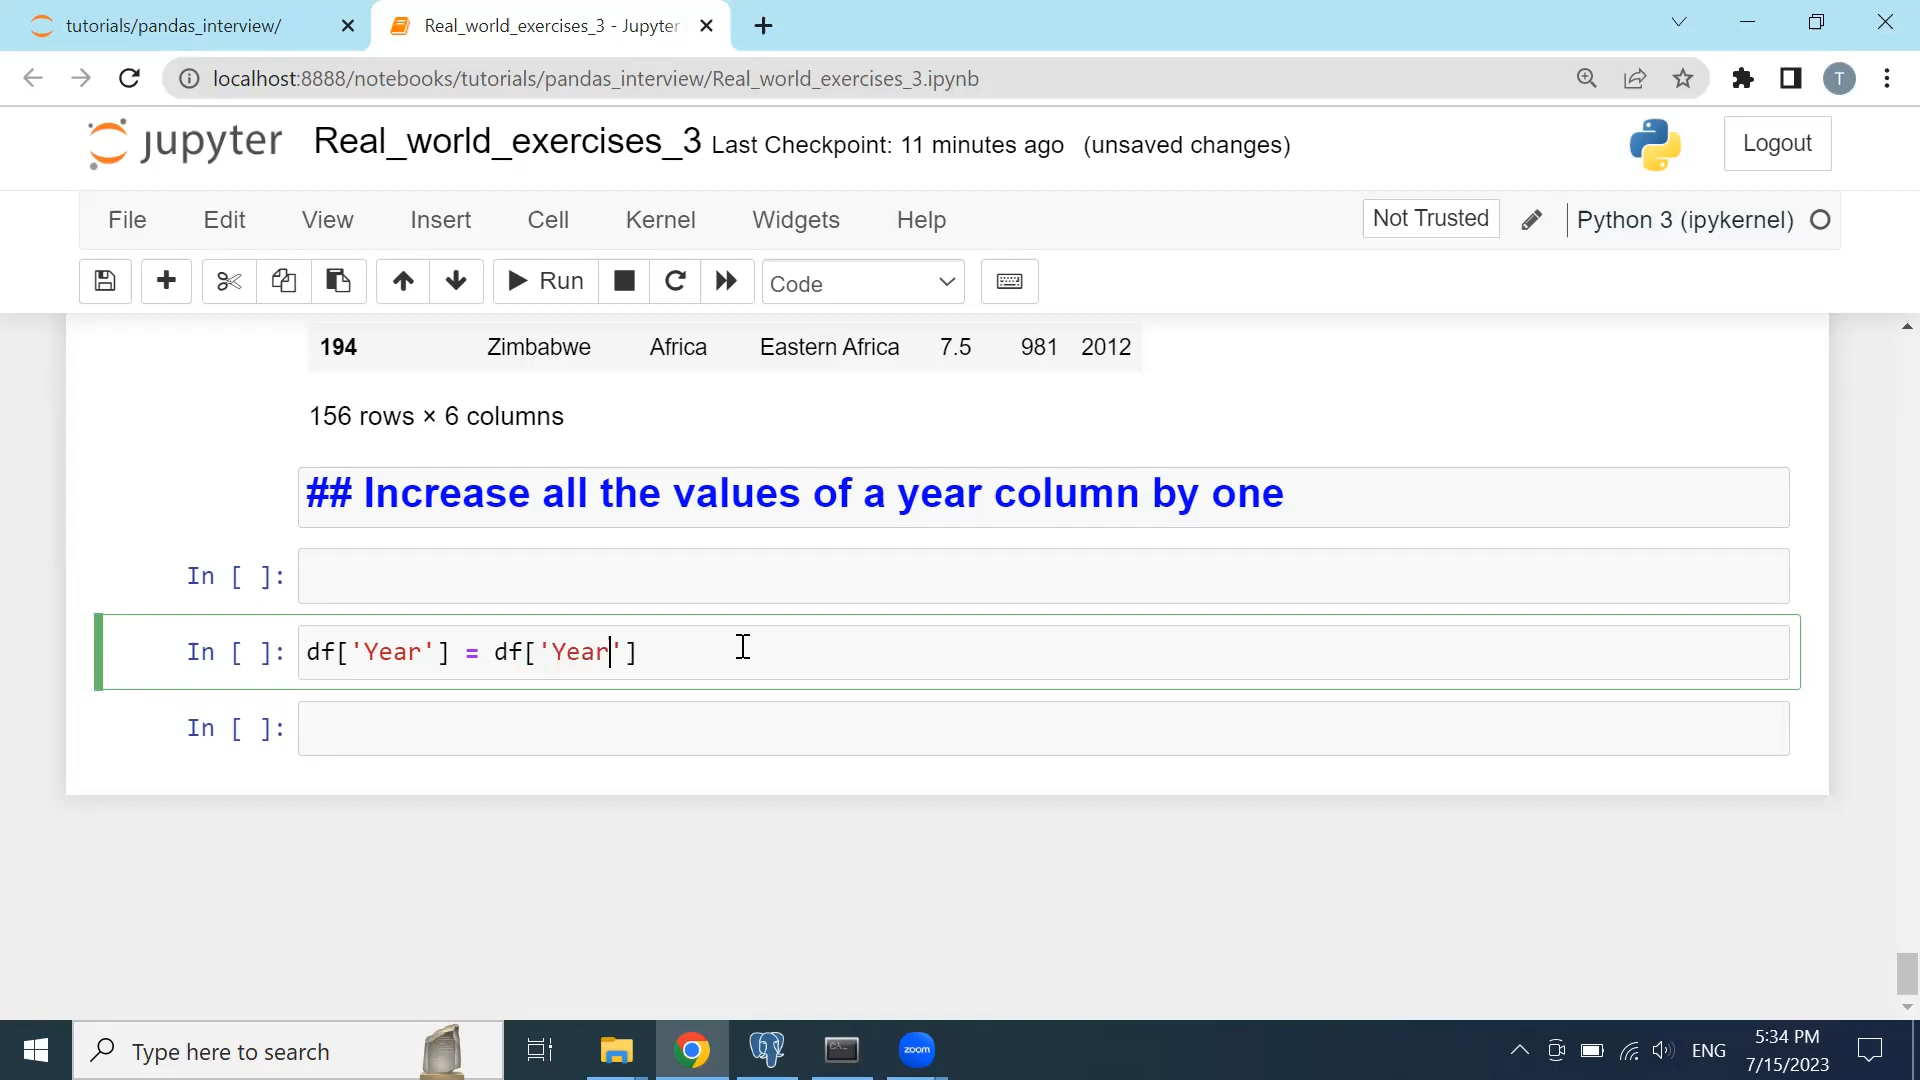 tutorials/pandas_interview/
Real_world_exercises_3 - Jupyter
localhost:8888/notebooks/tutorials/pandas_interview/Real_world_exercises_3.ipynb
T
jupyter Real_world_exercises_3 Last Checkpoint: 11 minutes ago (unsaved changes)
Logout
File Edit View Insert Cell Kernel Widgets Help
Not Trusted
Python 3 (ipykernel)
Run
Code
194 Zimbabwe Africa Eastern Africa 7.5 981 2012
156 rows × 6 columns
## Increase all the values of a year column by one
In [ ]:
In [ ]: df['Year'] = df['Year']
In [ ]:
Type here to search
zoom
ENG
5:34 PM
7/15/2023